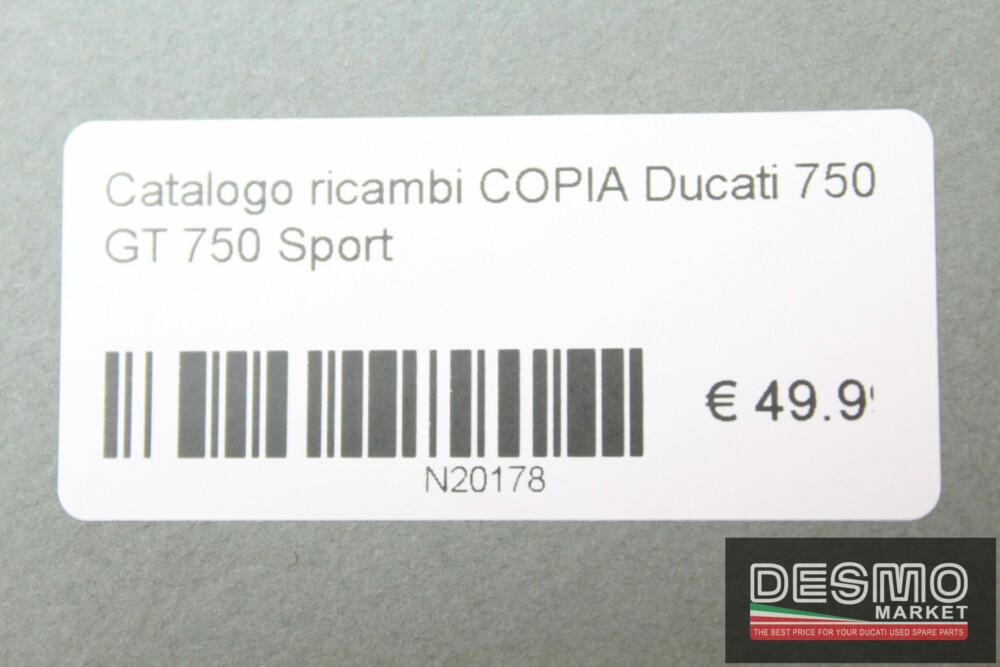 Catalogo ricambi COPIA Ducati 750
GT 750 Sport
€ 49.9
N20178
DESMO
MARKET
THE BEST PRICE FOR YOUR DUCATI USED SPARE PARTS